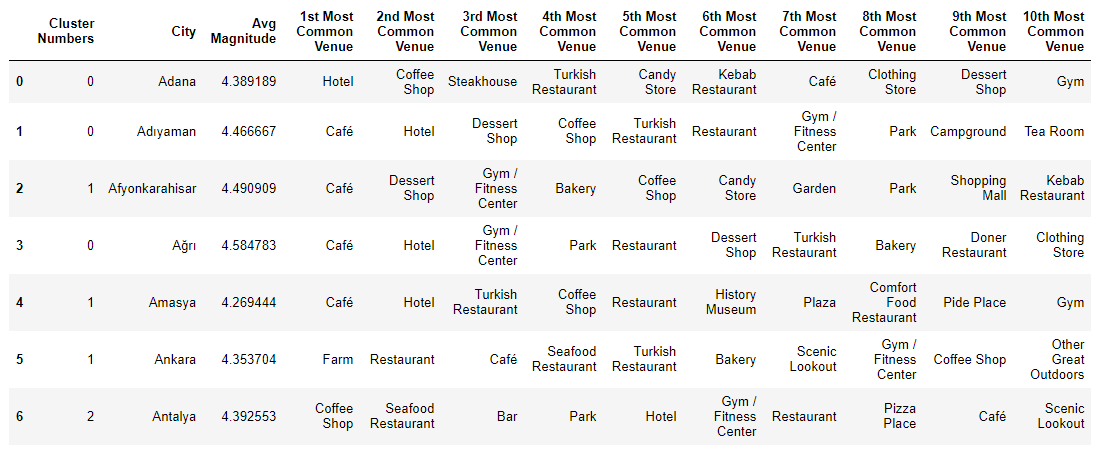 Cluster Numbers City Avg Magnitude 1st Most Common Venue 2nd Most Common Venue 3rd Most Common Venue 4th Most Common Venue 5th Most Common Venue 6th Most Common Venue 7th Most Common Venue 8th Most Common Venue 9th Most Common Venue 10th Most Common Venue
0 0 Adana 4.389189 Hotel Coffee Shop Steakhouse Turkish Restaurant Candy Store Kebab Restaurant Café Clothing Store Dessert Shop Gym
1 0 Adıyaman 4.466667 Café Hotel Dessert Shop Coffee Shop Turkish Restaurant Restaurant Gym / Fitness Center Park Campground Tea Room
2 1 Afyonkarahisar 4.490909 Café Dessert Shop Gym / Fitness Center Bakery Coffee Shop Candy Store Garden Park Shopping Mall Kebab Restaurant
3 0 Ağrı 4.584783 Café Hotel Gym / Fitness Center Park Restaurant Dessert Shop Turkish Restaurant Bakery Doner Restaurant Clothing Store
4 1 Amasya 4.269444 Café Hotel Turkish Restaurant Coffee Shop Restaurant History Museum Plaza Comfort Food Restaurant Pide Place Gym
5 1 Ankara 4.353704 Farm Restaurant Café Seafood Restaurant Turkish Restaurant Bakery Scenic Lookout Gym / Fitness Center Coffee Shop Other Great Outdoors
6 2 Antalya 4.392553 Coffee Shop Seafood Restaurant Bar Park Hotel Gym / Fitness Center Restaurant Pizza Place Café Scenic Lookout